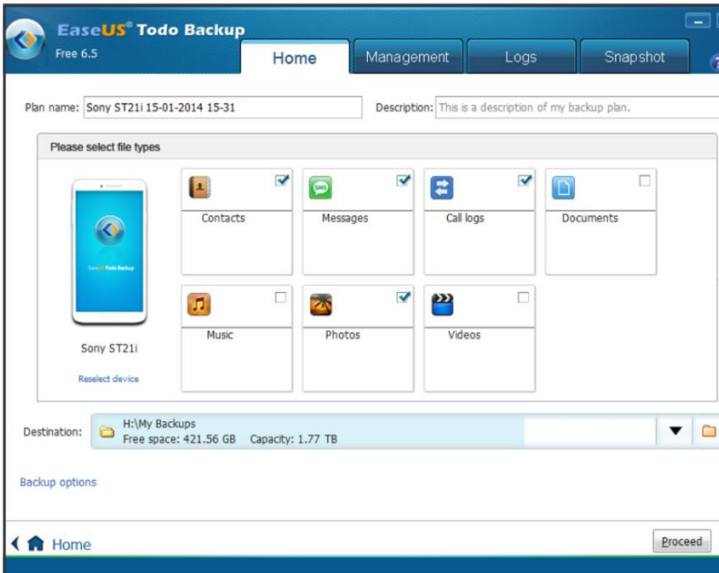 EaseUS® Todo Backup
Free 6.5
Home
Management
Logs
Snapshot
Plan name: Sony ST21i 15-01-2014 15-31
Description: This is a description of my backup plan.
Please select file types
Contacts
Messages
Call logs
Documents
EaseUS Todo Backup
Sony ST21i
Reselect device
Music
Photos
Videos
Destination:
H:\My Backups
Free space: 421.56 GB Capacity: 1.77 TB
Backup options
Home
Proceed